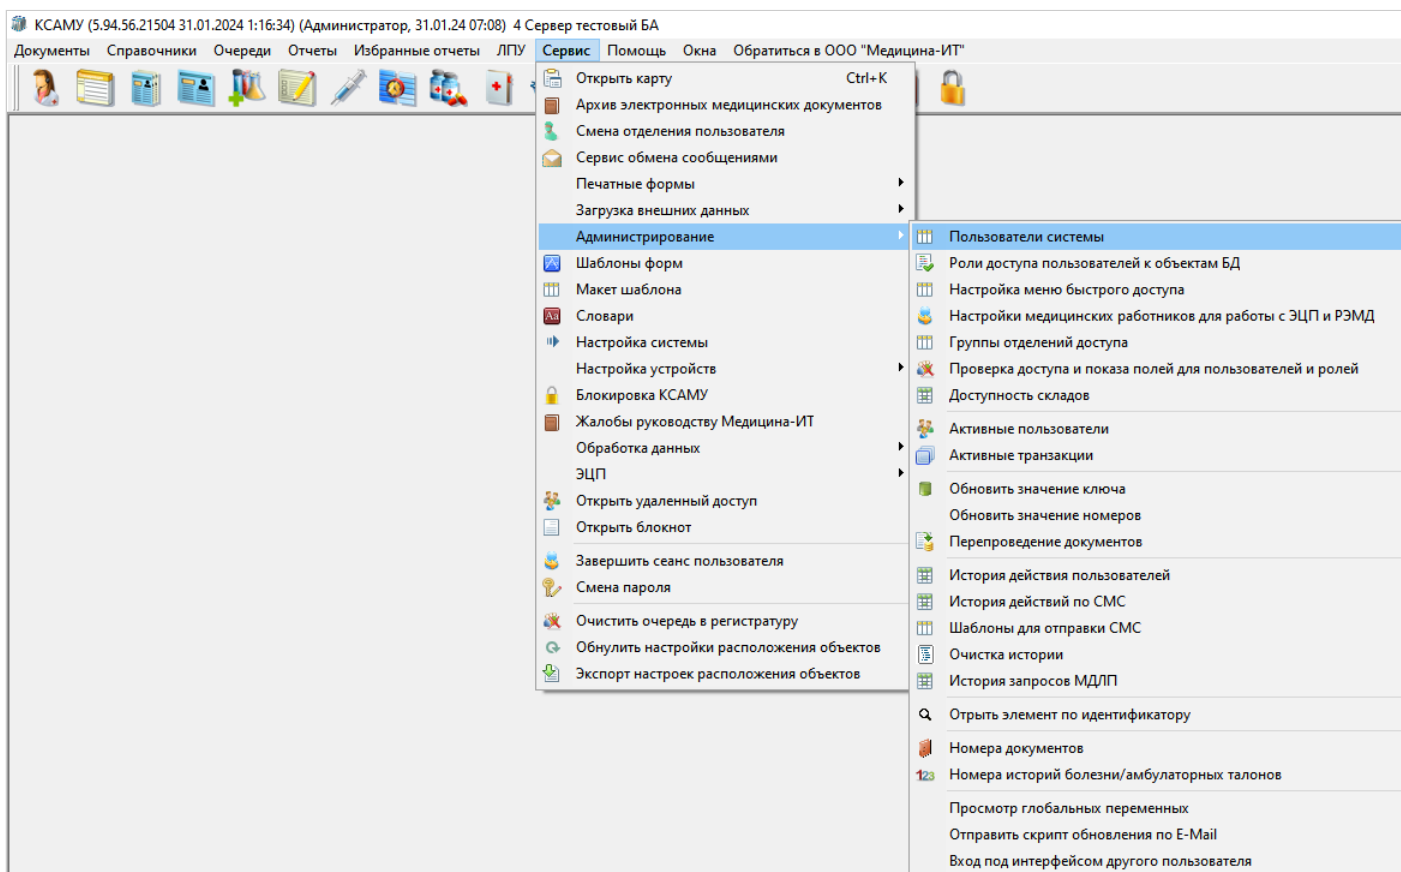 КСАМУ (5.94.56.21504 31.01.2024 1:16:34) (Администратор, 31.01.24 07:08) 4 Сервер тестовый БА
Документы Справочники Очереди Отчеты Избранные отчеты ЛПУ Сервис Помощь Окна Обратиться в ООО "Медицина-ИТ"
Открыть карту Ctrl+K
Архив электронных медицинских документов
Смена отделения пользователя
Сервис обмена сообщениями
Печатные формы
Загрузка внешних данных
Администрирование
Шаблоны форм
Макет шаблона
Aa Словари
Настройка системы
Настройка устройств
Блокировка КСАМУ
Жалобы руководству Медицина-ИТ
Обработка данных
ЭЦП
Открыть удаленный доступ
Открыть блокнот
Завершить сеанс пользователя
Смена пароля
Очистить очередь в регистратуру
Обнулить настройки расположения объектов
Экспорт настроек расположения объектов
Пользователи системы
Роли доступа пользователей к объектам БД
Настройка меню быстрого доступа
Настройки медицинских работников для работы с ЭЦП и РЭМД
Группы отделений доступа
Проверка доступа и показа полей для пользователей и ролей
Доступность складов
Активные пользователи
Активные транзакции
Обновить значение ключа
Обновить значение номеров
Перепроведение документов
История действия пользователей
История действий по СМС
Шаблоны для отправки СМС
Очистка истории
История запросов МДЛП
Отрыть элемент по идентификатору
Номера документов
123 Номера историй болезни/амбулаторных талонов
Просмотр глобальных переменных
Отправить скрипт обновления по E-Mail
Вход под интерфейсом другого пользователя